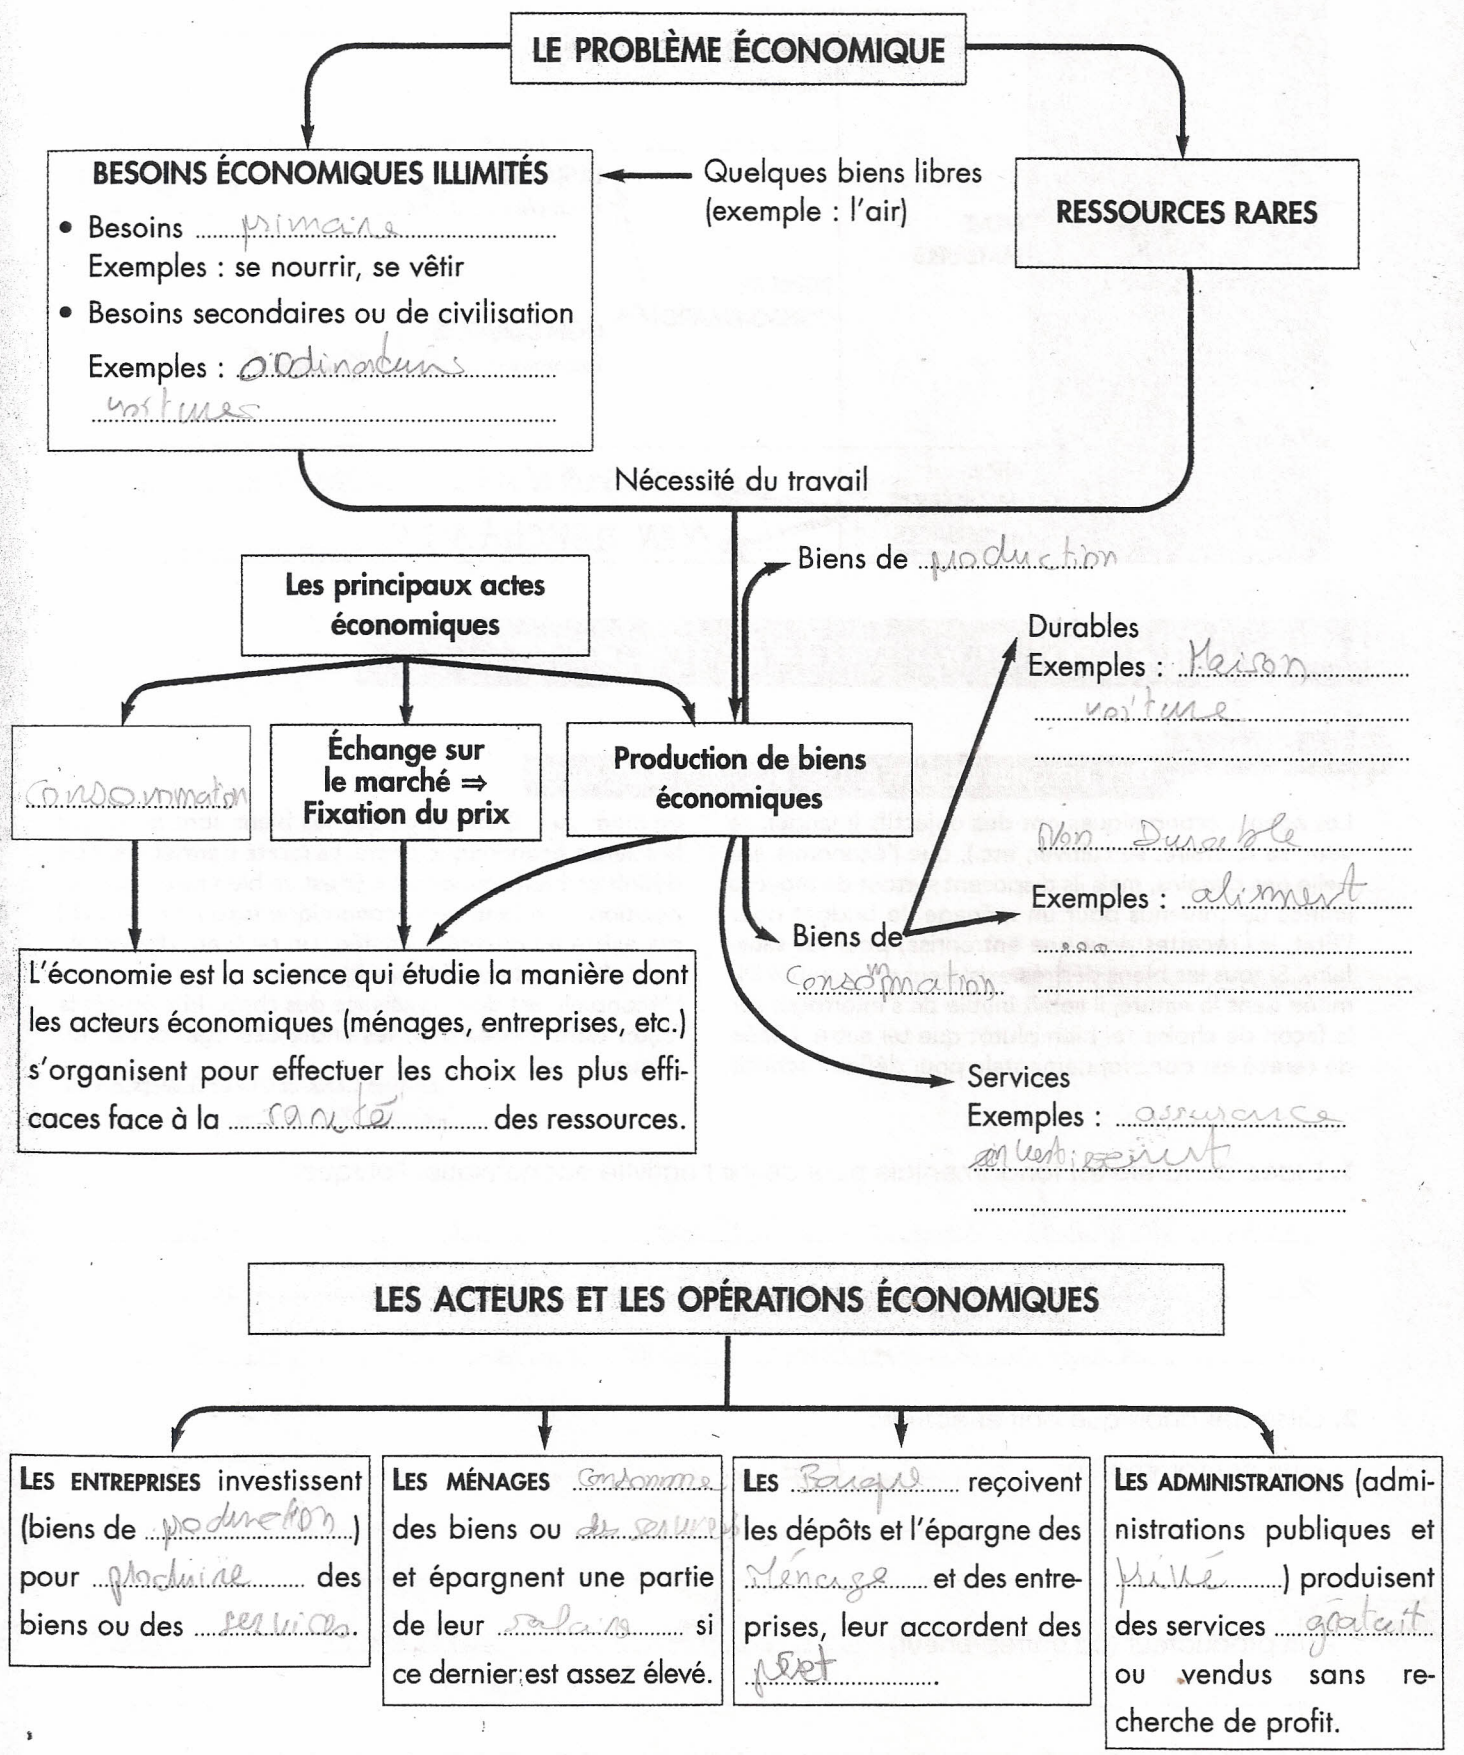 LE PROBLÈME ÉCONOMIQUE
BESOINS ÉCONOMIQUES ILLIMITÉS
• Besoins primaire
Exemples : se nourrir, se vêtir
• Besoins secondaires ou de civilisation
Exemples : ordinateurs
voitures
Quelques biens libres
(exemple : l'air)
RESSOURCES RARES
Nécessité du travail
Biens de production
Les principaux actes
économiques
Durables
Exemples : Maison
voiture
Consommation
Échange sur
le marché ⇒
Fixation du prix
Production de biens
économiques
Non Durable
Exemples : aliment
Biens de
Consommation
L'économie est la science qui étudie la manière dont
les acteurs économiques (ménages, entreprises, etc.)
s'organisent pour effectuer les choix les plus effi-
caces face à la rareté des ressources.
Services
Exemples : assurance
LES ACTEURS ET LES OPÉRATIONS ÉCONOMIQUES
LES ENTREPRISES investissent
(biens de production)
pour produire des
biens ou des services.
LES MÉNAGES consomme
des biens ou des services
et épargnent une partie
de leur salaire si
ce dernier est assez élevé.
LES Banque reçoivent
les dépôts et l'épargne des
Ménage et des entre-
prises, leur accordent des
prêt.
LES ADMINISTRATIONS (admi-
nistrations publiques et
privé) produisent
des services gratuit
ou vendus sans re-
cherche de profit.